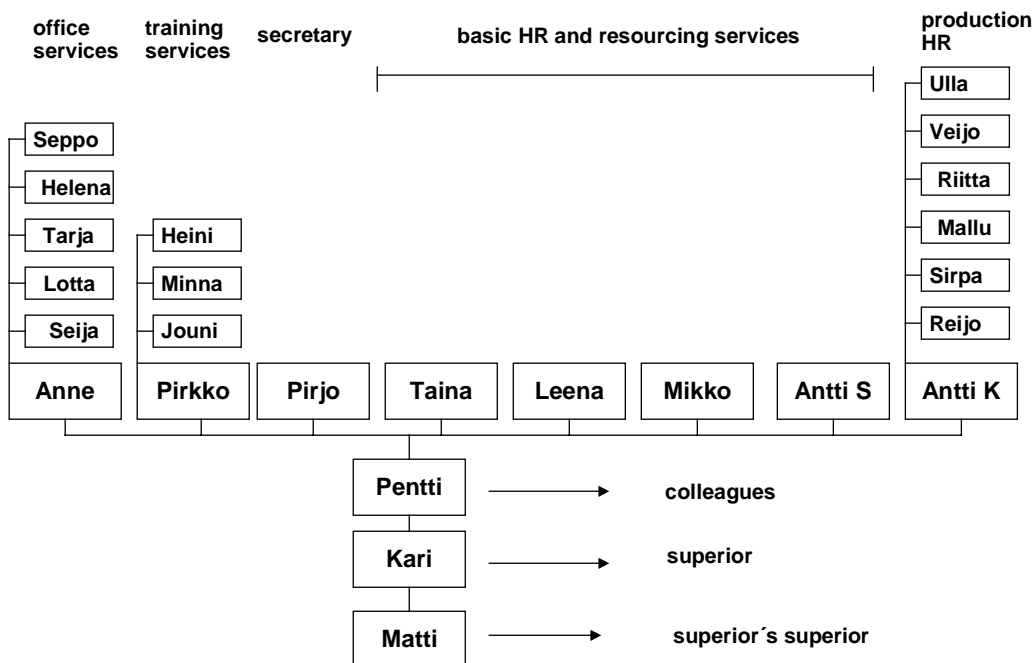 office
services
training
services
secretary
basic HR and resourcing services
production
HR
Seppo
Helena
Tarja
Lotta
Seija
Heini
Minna
Jouni
Ulla
Veijo
Riitta
Mallu
Sirpa
Reijo
Anne
Pirkko
Pirjo
Taina
Leena
Mikko
Antti S
Antti K
Pentti
colleagues
Kari
superior
Matti
superior´s superior